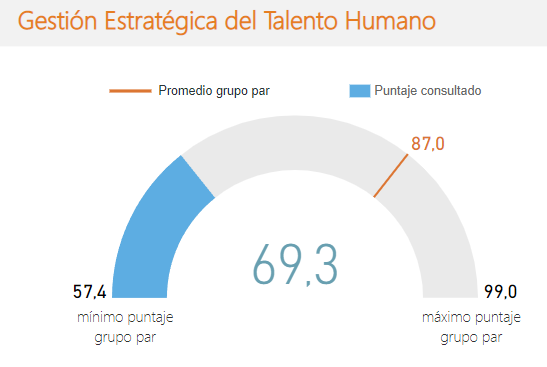 Gestión Estratégica del Talento Humano
Promedio grupo par
Puntaje consultado
87,0
69,3
57,4
99,0
mínimo puntaje
grupo par
máximo puntaje
grupo par